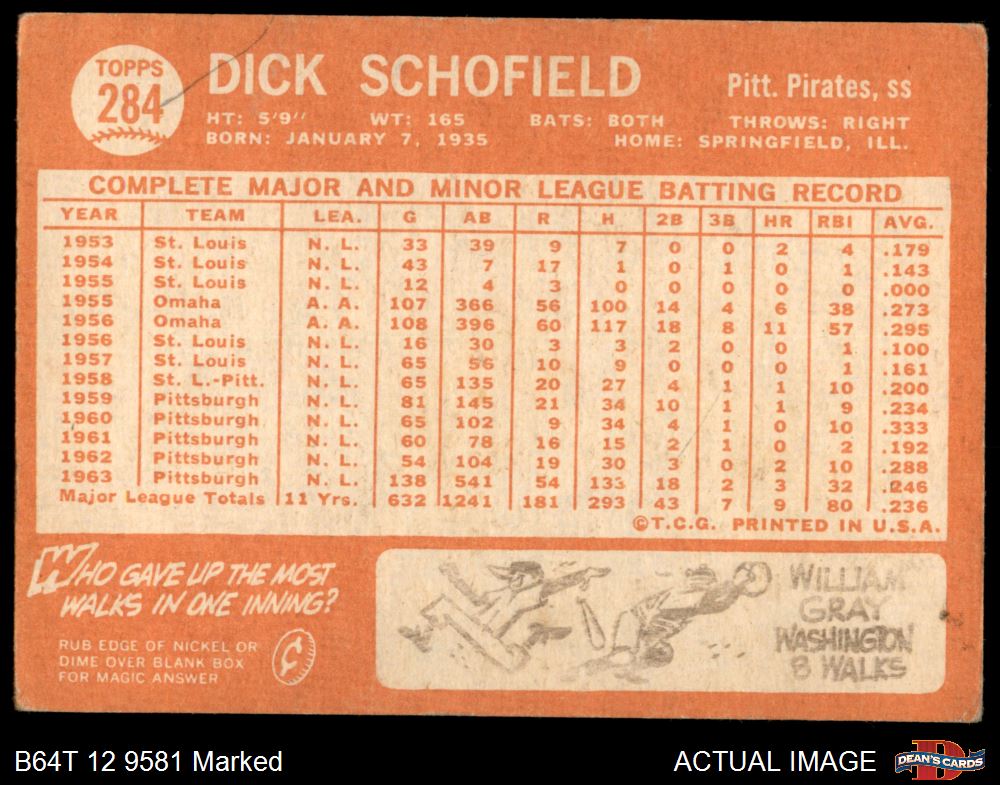 TOPPS
284
DICK SCHOFIELD
Pitt. Pirates, ss
HT: 5'9" WT: 165 BATS: BOTH THROWS: RIGHT
BORN: JANUARY 7, 1935 HOME: SPRINGFIELD, ILL.
COMPLETE MAJOR AND MINOR LEAGUE BATTING RECORD
YEAR TEAM LEA. G AB R H 2B 3B HR RBI AVG.
1953 St. Louis N. L. 33 39 9 7 0 0 2 4 .179
1954 St. Louis N. L. 43 7 17 1 0 1 0 1 .143
1955 St. Louis N. L. 12 4 3 0 0 0 0 0 .000
1955 Omaha A. A. 107 366 56 100 14 4 6 38 .273
1956 Omaha A. A. 108 396 60 117 18 8 11 57 .295
1956 St. Louis N. L. 16 30 3 3 2 0 0 1 .100
1957 St. Louis N. L. 65 56 10 9 0 0 0 1 .161
1958 St. L.-Pitt. N. L. 65 135 20 27 4 1 1 10 .200
1959 Pittsburgh N. L. 81 145 21 34 10 1 1 9 .234
1960 Pittsburgh N. L. 65 102 9 34 4 1 0 10 .333
1961 Pittsburgh N. L. 60 78 16 15 2 1 0 2 .192
1962 Pittsburgh N. L. 54 104 19 30 3 0 2 10 .288
1963 Pittsburgh N. L. 138 541 54 133 18 2 3 32 .246
Major League Totals 11 Yrs. 632 1241 181 293 43 7 9 80 .236
©T.C.G. PRINTED IN U.S.A.
WHO GAVE UP THE MOST
WALKS IN ONE INNING?
RUB EDGE OF NICKEL OR
DIME OVER BLANK BOX
FOR MAGIC ANSWER
¢
WILLIAM
GRAY
WASHINGTON
8 WALKS
B64T 12 9581 Marked
ACTUAL IMAGE
D
DEAN'S CARDS